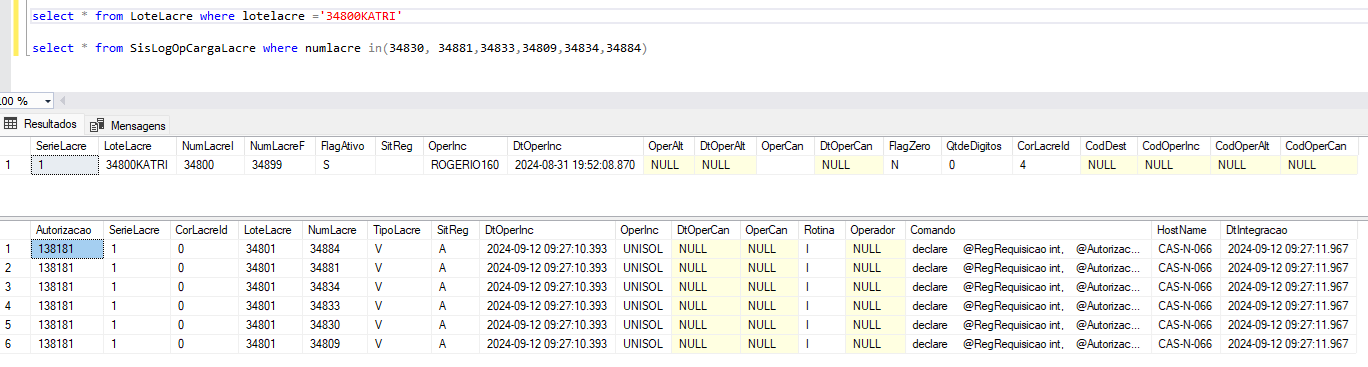 select * from LoteLacre where lotelacre ='34800KATRI'
select * from SisLogOpCargaLacre where numlacre in(34830, 34881,34833,34809,34834,34884)
100 %
Resultados Mensagens
SerieLacre LoteLacre NumLacreI NumLacreF FlagAtivo SitReg OperInc DtOperInc OperAlt DtOperAlt OperCan DtOperCan FlagZero QtdeDigitos CorLacreId CodDest CodOperInc CodOperAlt CodOperCan
1 1 34800KATRI 34800 34899 S ROGERIO160 2024-08-31 19:52:08.870 NULL NULL NULL N 0 4 NULL NULL NULL NULL
Autorizacao SerieLacre CorLacreId LoteLacre NumLacre TipoLacre SitReg DtOperInc OperInc DtOperCan OperCan Rotina Operador Comando HostName DtIntegracao
1 138181 1 0 34801 34884 V A 2024-09-12 09:27:10.393 UNISOL NULL NULL I NULL declare @RegRequisicao int, @Autorizac... CAS-N-066 2024-09-12 09:27:11.967
2 138181 1 0 34801 34881 V A 2024-09-12 09:27:10.393 UNISOL NULL NULL I NULL declare @RegRequisicao int, @Autorizac... CAS-N-066 2024-09-12 09:27:11.967
3 138181 1 0 34801 34834 V A 2024-09-12 09:27:10.393 UNISOL NULL NULL I NULL declare @RegRequisicao int, @Autorizac... CAS-N-066 2024-09-12 09:27:11.967
4 138181 1 0 34801 34833 V A 2024-09-12 09:27:10.393 UNISOL NULL NULL I NULL declare @RegRequisicao int, @Autorizac... CAS-N-066 2024-09-12 09:27:11.967
5 138181 1 0 34801 34830 V A 2024-09-12 09:27:10.393 UNISOL NULL NULL I NULL declare @RegRequisicao int, @Autorizac... CAS-N-066 2024-09-12 09:27:11.967
6 138181 1 0 34801 34809 V A 2024-09-12 09:27:10.393 UNISOL NULL NULL I NULL declare @RegRequisicao int, @Autorizac... CAS-N-066 2024-09-12 09:27:11.967